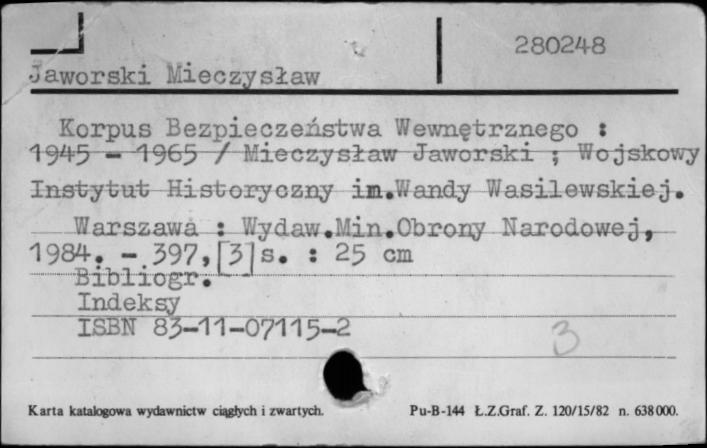 280248
Jaworski Mieczysław
Korpus Bezpieczeństwa Wewnętrznego :
1945 - 1965 / Mieczysław Jaworski ; Wojskowy
Instytut Historyczny im.Wandy Wasilewskiej.
Warszawa : Wydaw.Min.Obrony Narodowej,
1984. - 397,[3]s. : 25 cm
Bibliogr.
Indeksy
ISBN 83-11-07115-2
3
Karta katalogowa wydawnictw ciągłych i zwartych. Pu-B-144 Ł.Z.Graf. Z. 120/15/82 n. 638000.